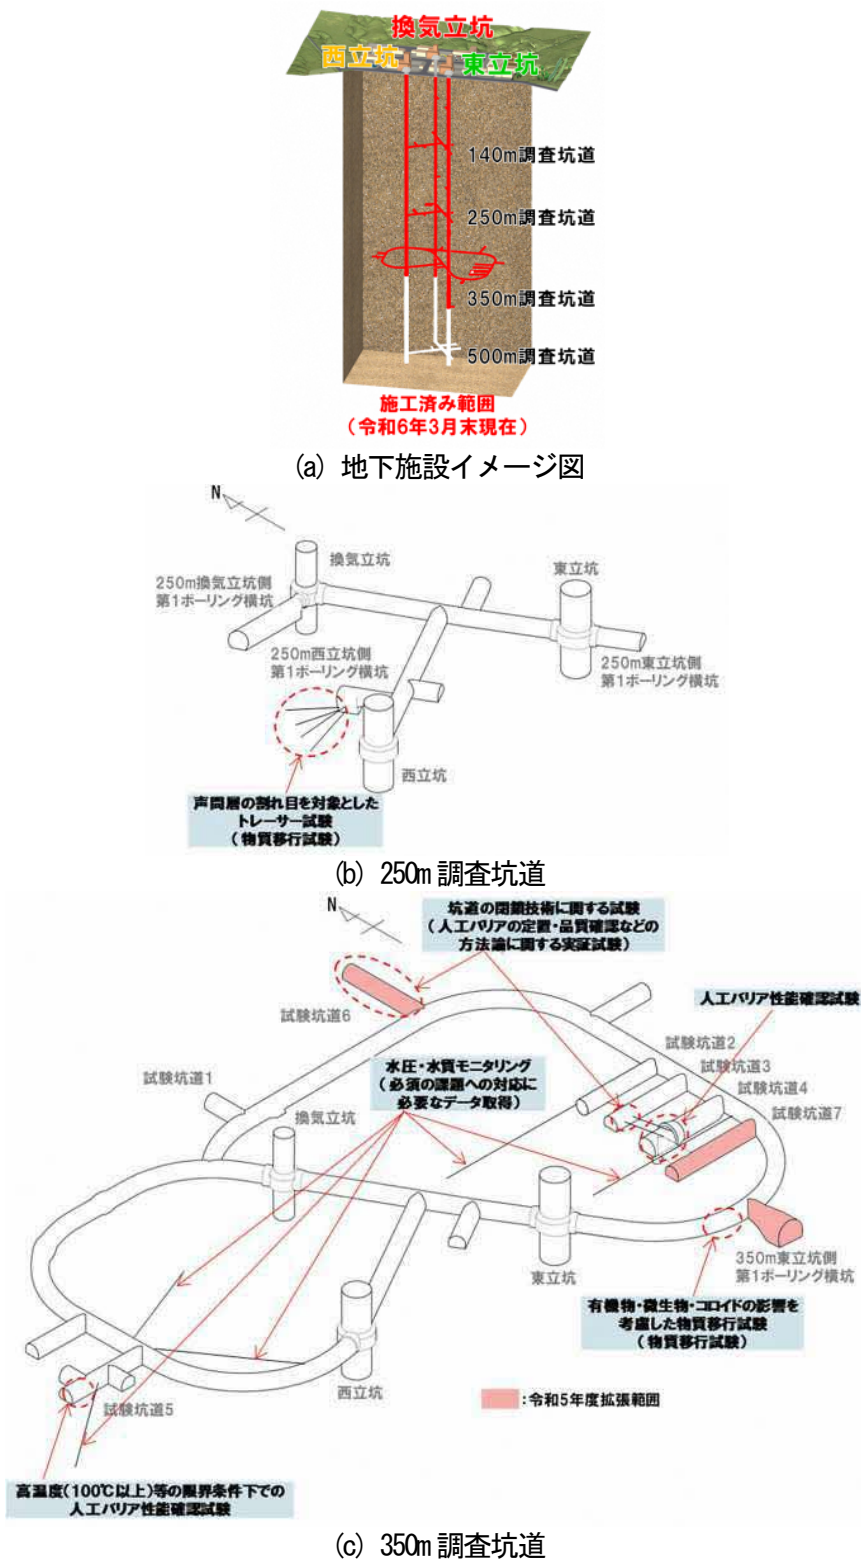 換気立坑
西立坑
東立坑
140m調査坑道
250m調査坑道
350m調査坑道
500m調査坑道
施工済み範囲
（令和6年3月末現在）
(a) 地下施設イメージ図
N
換気立坑
東立坑
250m換気立坑側
第1ボーリング横坑
250m西立坑側
第1ボーリング横坑
250m東立坑側
第1ボーリング横坑
西立坑
声問層の割れ目を対象とした
トレーサー試験
（物質移行試験）
(b) 250m調査坑道
N
坑道の閉鎖技術に関する試験
（人工バリアの定置・品質確認などの
方法論に関する実証試験）
人工バリア性能確認試験
試験坑道6
試験坑道2
試験坑道3
試験坑道4
試験坑道7
水圧・水質モニタリング
（必須の課題への対応に
必要なデータ取得）
試験坑道1
換気立坑
東立坑
350m東立坑側
第1ボーリング横坑
有機物・微生物・コロイドの影響を
考慮した物質移行試験
（物質移行試験）
西立坑
試験坑道5
：令和5年度拡張範囲
高温度（100℃以上）等の限界条件下での
人工バリア性能確認試験
(c) 350m調査坑道